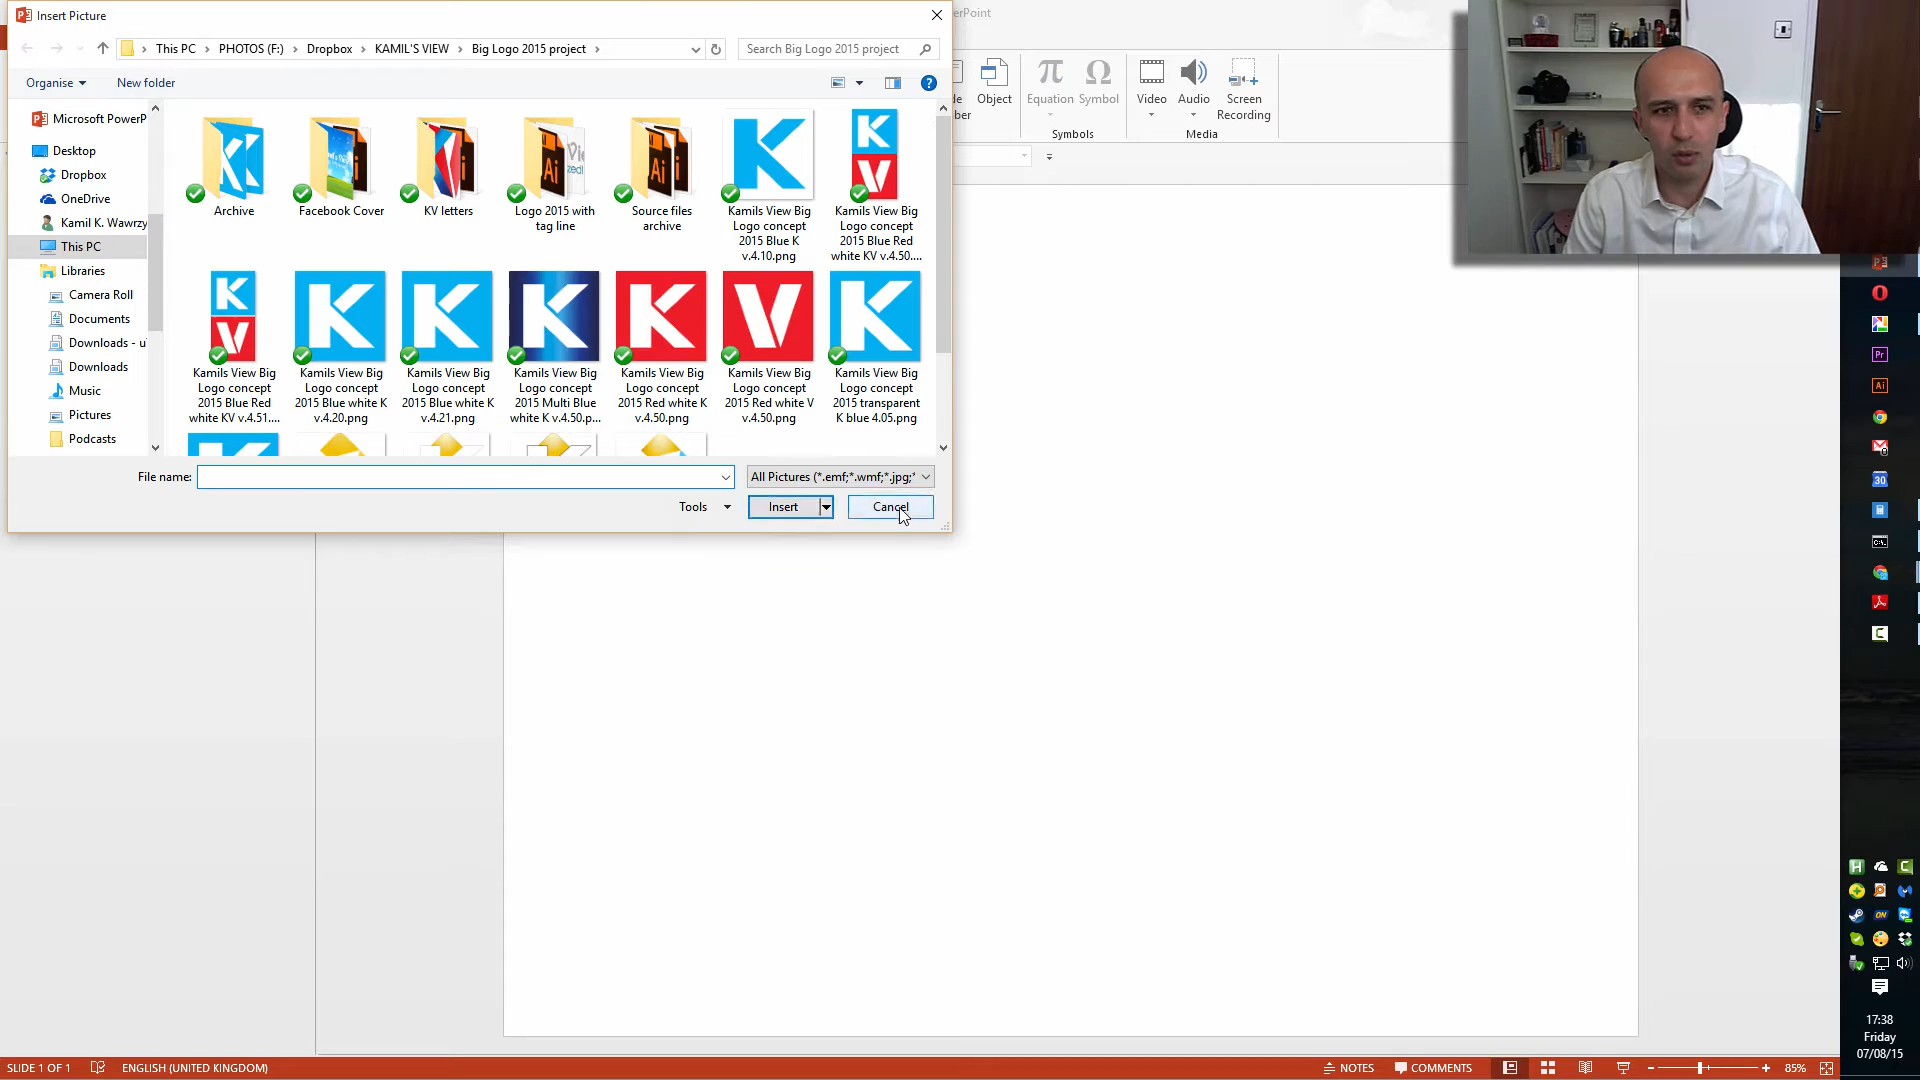 Insert Picture
erPoint
This PC
PHOTOS (F:)
Dropbox
KAMIL'S VIEW
Big Logo 2015 project
Search Big Logo 2015 project
Organise
New folder
Microsoft PowerP
Desktop
Dropbox
OneDrive
Kamil K. Wawrzy
This PC
Libraries
Camera Roll
Documents
Downloads - u
Downloads
Music
Pictures
Podcasts
Archive
Facebook Cover
KV letters
Logo 2015 with
tag line
Source files
archive
Kamils View Big
Logo concept
2015 Blue K
v.4.10.png
Kamils View Big
Logo concept
2015 Blue Red
white KV v.4.50....
Kamils View Big
Logo concept
2015 Blue Red
white KV v.4.51....
Kamils View Big
Logo concept
2015 Blue white K
v.4.20.png
Kamils View Big
Logo concept
2015 Blue white K
v.4.21.png
Kamils View Big
Logo concept
2015 Multi Blue
white K v.4.50.p...
Kamils View Big
Logo concept
2015 Red white K
v.4.50.png
Kamils View Big
Logo concept
2015 Red white V
v.4.50.png
Kamils View Big
Logo concept
2015 transparent
K blue 4.05.png
File name:
All Pictures (*.emf;*.wmf;*.jpg;*
Tools
Insert
Cancel
de
ber
Object
Equation
Symbol
Symbols
Video
Audio
Screen
Recording
Media
17:38
Friday
07/08/15
SLIDE 1 OF 1
ENGLISH (UNITED KINGDOM)
NOTES
COMMENTS
85%